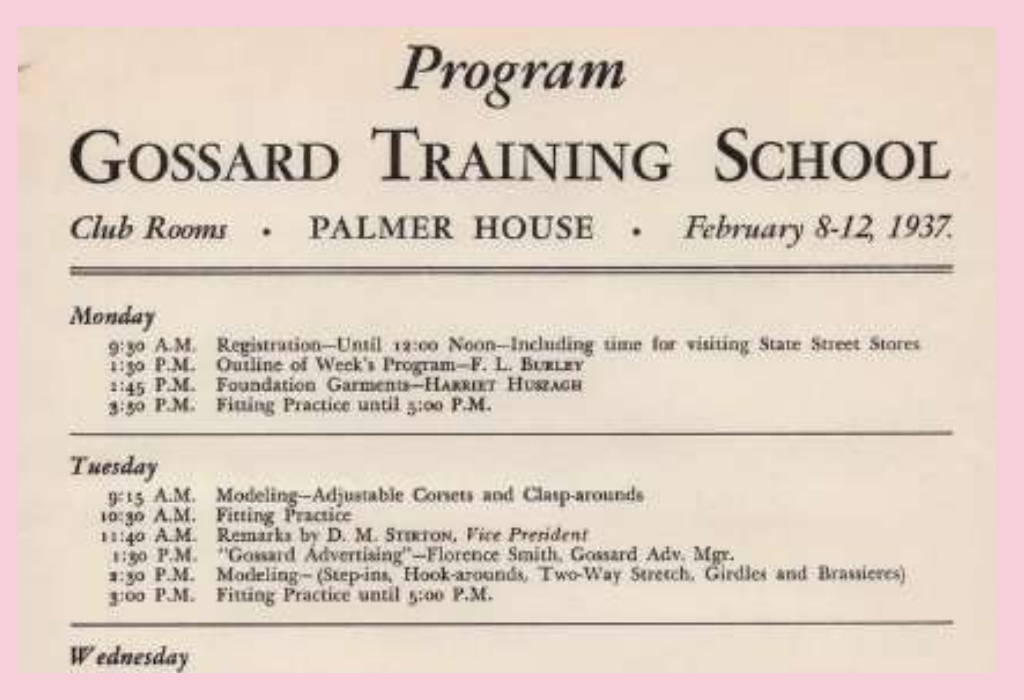 Program
GOSSARD TRAINING SCHOOL
Club Rooms • PALMER HOUSE • February 8-12, 1937.
Monday
9:30 A.M. Registration—Until 12:00 Noon—Including time for visiting State Street Stores
1:30 P.M. Outline of Week's Program—F. L. BURLEY
1:45 P.M. Foundation Garments—HARRIET HUSZAGH
3:30 P.M. Fitting Practice until 5:00 P.M.
Tuesday
9:15 A.M. Modeling—Adjustable Corsets and Clasp-arounds
10:30 A.M. Fitting Practice
11:40 A.M. Remarks by D. M. STIRTON, Vice President
1:30 P.M. "Gossard Advertising"—Florence Smith, Gossard Adv. Mgr.
2:30 P.M. Modeling— (Step-ins, Hook-arounds, Two-Way Stretch, Girdles and Brassieres)
3:00 P.M. Fitting Practice until 5:00 P.M.
Wednesday